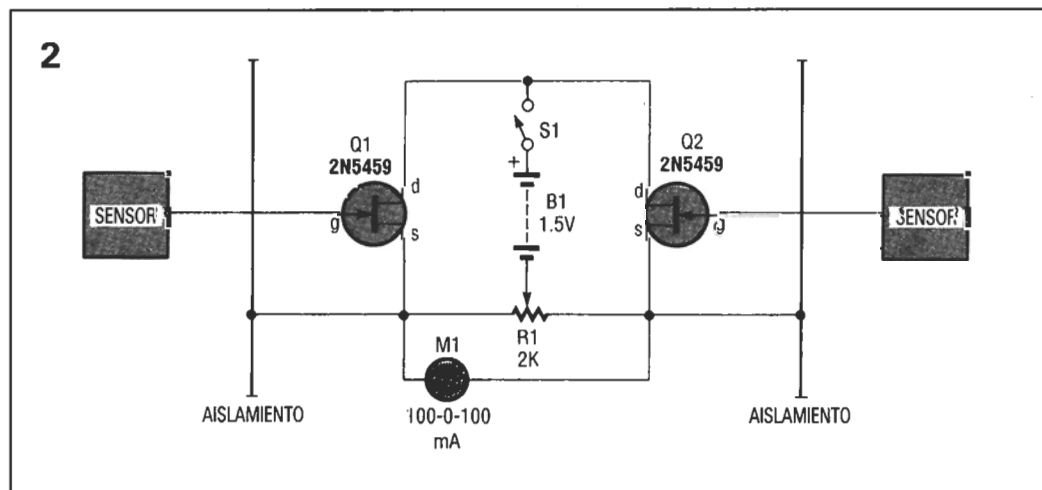 2
S1
Q1
2N5459
Q2
2N5459
+
d
d
SENSOR
B1
1.5V
SENSOR
g
s
s
g
R1
2K
M1
AISLAMIENTO
100-0-100
mA
AISLAMIENTO